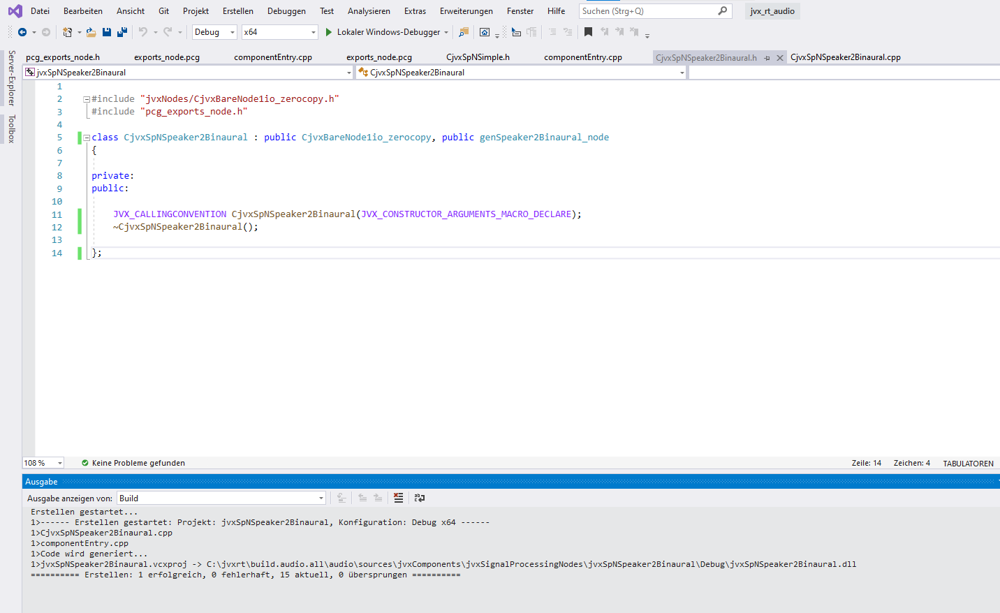 Datei Bearbeiten Ansicht Git Projekt Erstellen Debuggen Test Analysieren Extras Erweiterungen Fenster Hilfe Suchen (Strg+Q) jvx_rt_audio
Debug x64 Lokaler Windows-Debugger
Server-Explorer
Toolbox
pcg_exports_node.h exports_node.pcg componentEntry.cpp exports_node.pcg CjvxSpNSimple.h componentEntry.cpp CjvxSpNSpeaker2Binaural.h CjvxSpNSpeaker2Binaural.cpp
jvxSpNSpeaker2Binaural CjvxSpNSpeaker2Binaural
1
2 #include "jvxNodes/CjvxBareNode1io_zerocopy.h"
3 #include "pcg_exports_node.h"
4
5 class CjvxSpNSpeaker2Binaural : public CjvxBareNode1io_zerocopy, public genSpeaker2Binaural_node
6 {
7
8 private:
9 public:
10
11 JVX_CALLINGCONVENTION CjvxSpNSpeaker2Binaural(JVX_CONSTRUCTOR_ARGUMENTS_MACRO_DECLARE);
12 ~CjvxSpNSpeaker2Binaural();
13
14 };
108 % Keine Probleme gefunden Zeile: 14 Zeichen: 4 TABULATOREN
Ausgabe
Ausgabe anzeigen von: Build
Erstellen gestartet...
1>------ Erstellen gestartet: Projekt: jvxSpNSpeaker2Binaural, Konfiguration: Debug x64 ------
1>CjvxSpNSpeaker2Binaural.cpp
1>componentEntry.cpp
1>Code wird generiert...
1>jvxSpNSpeaker2Binaural.vcxproj -> C:\jvxrt\build.audio.all\audio\sources\jvxComponents\jvxSignalProcessingNodes\jvxSpNSpeaker2Binaural\Debug\jvxSpNSpeaker2Binaural.dll
========== Erstellen: 1 erfolgreich, 0 fehlerhaft, 15 aktuell, 0 übersprungen ==========